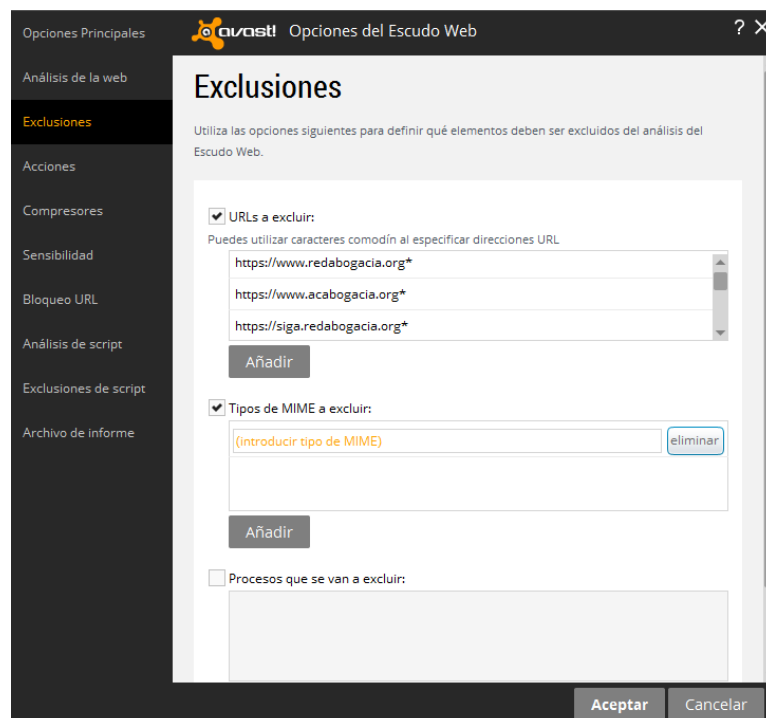 avast! Opciones del Escudo Web ?
Opciones Principales
Análisis de la web
Exclusiones
Acciones
Compresores
Sensibilidad
Bloqueo URL
Análisis de script
Exclusiones de script
Archivo de informe
Exclusiones
Utiliza las opciones siguientes para definir qué elementos deben ser excluidos del análisis del
Escudo Web.
URLs a excluir:
Puedes utilizar caracteres comodín al especificar direcciones URL
https://www.redabogacia.org*
https://www.acabogacia.org*
https://siga.redabogacia.org*
Añadir
Tipos de MIME a excluir:
(introducir tipo de MIME) eliminar
Añadir
Procesos que se van a excluir:
Aceptar Cancelar